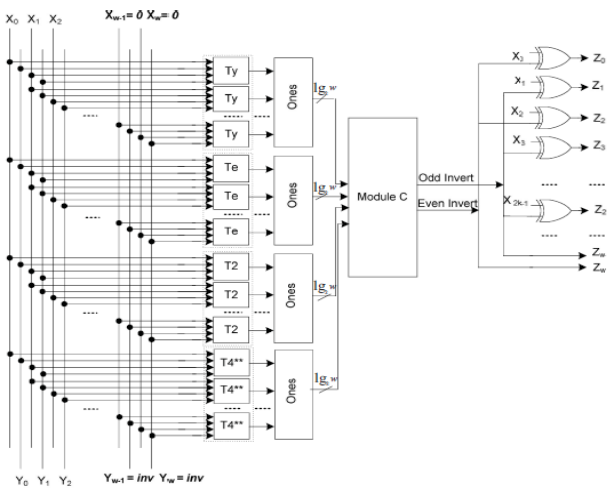 X0 X1 X2 Xw-1= 0 Xw= 0
Ty
Ty
Ty
Ones
lg w
Te
Te
Te
Ones
lg w
T2
T2
T2
Ones
lg w
T4**
T4**
T4**
Ones
lg w
Module C
Odd Invert
Even Invert
X3
Z0
x1
Z1
X2
Z2
X3
Z3
X2k-1
Z2
Zw
Zw
Y0 Y1 Y2 Yw-1 = inv Y'w = inv